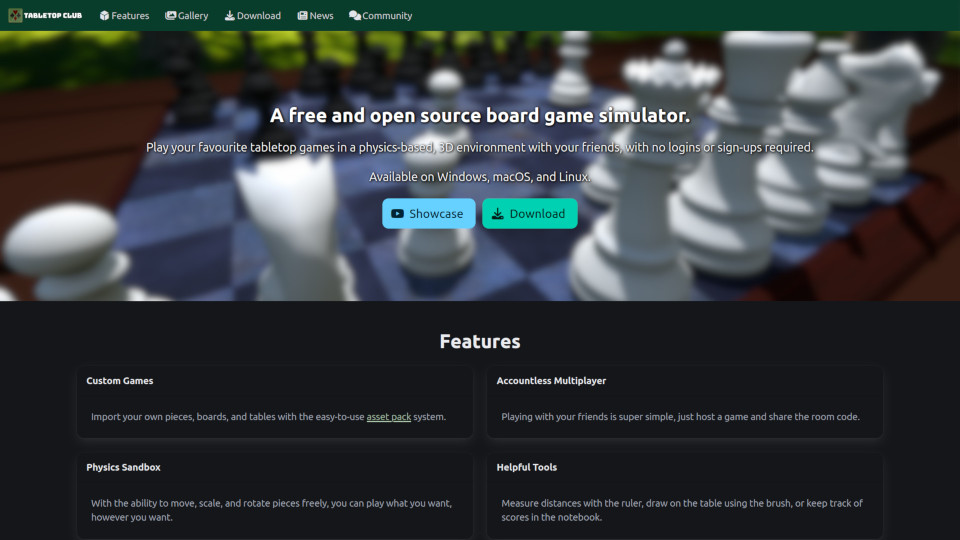 TABLETOP CLUB Features Gallery Download News Community
A free and open source board game simulator.
Play your favourite tabletop games in a physics-based, 3D environment with your friends, with no logins or sign-ups required.
Available on Windows, macOS, and Linux.
Showcase Download
Features
Custom Games
Import your own pieces, boards, and tables with the easy-to-use asset pack system.
Accountless Multiplayer
Playing with your friends is super simple, just host a game and share the room code.
Physics Sandbox
With the ability to move, scale, and rotate pieces freely, you can play what you want,
however you want.
Helpful Tools
Measure distances with the ruler, draw on the table using the brush, or keep track of
scores in the notebook.